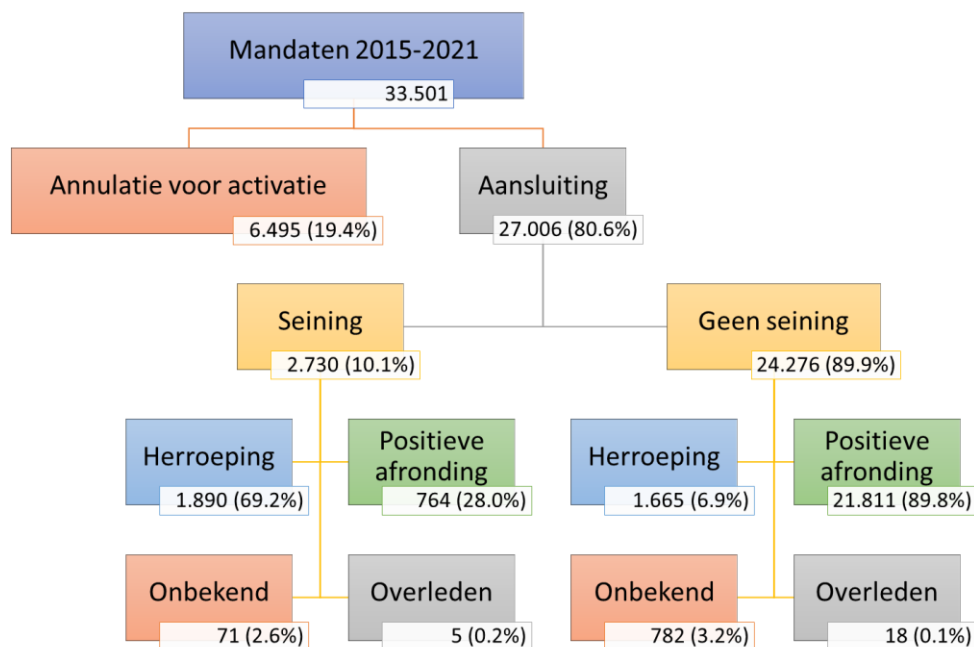 Mandaten 2015-2021
33.501
Annulatie voor activatie
6.495 (19.4%)
Aansluiting
27.006 (80.6%)
Seining
2.730 (10.1%)
Geen seining
24.276 (89.9%)
Herroeping
1.890 (69.2%)
Positieve
afronding
764 (28.0%)
Herroeping
1.665 (6.9%)
Positieve
afronding
21.811 (89.8%)
Onbekend
71 (2.6%)
Overleden
5 (0.2%)
Onbekend
782 (3.2%)
Overleden
18 (0.1%)